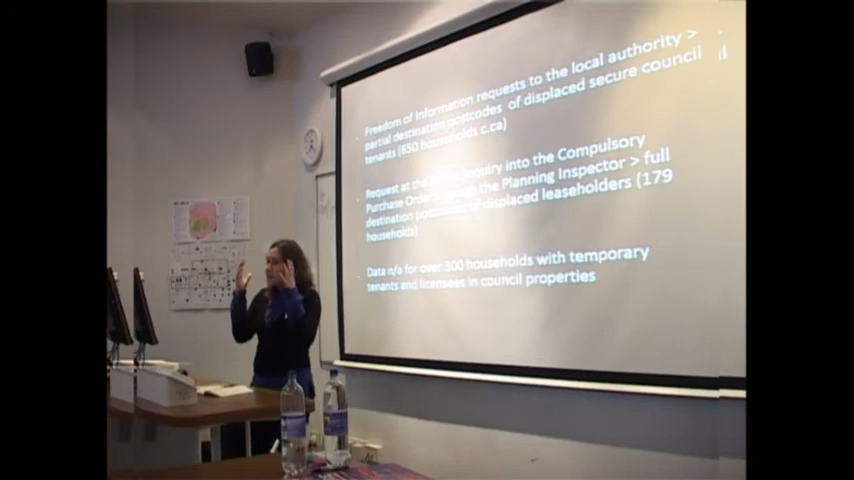 Freedom of Information requests to the local authority >
partial destination postcodes of displaced secure council
tenants (650 households c.ca)
Request at the Inquiry into the Compulsory
Purchase Order the Planning Inspector > full
destination of displaced leaseholders (179
households)
Data n/a for over 300 households with temporary
tenants and licensees in council properties